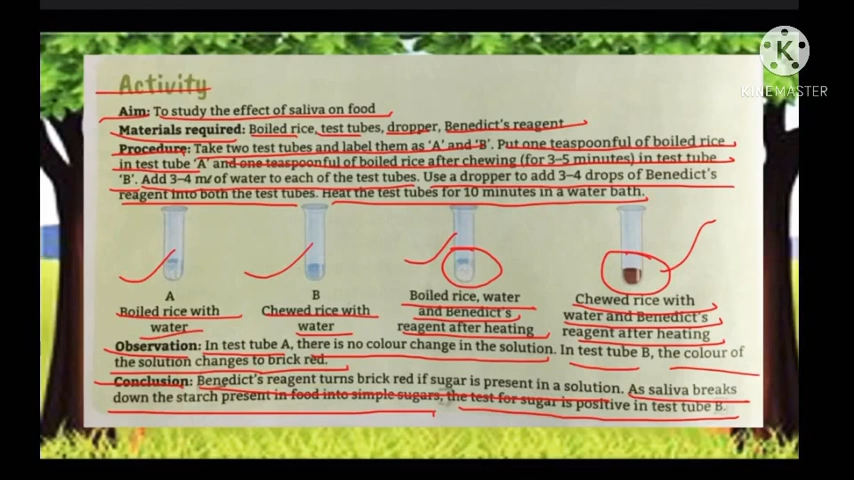 Activity
KINEMASTER
Aim: To study the effect of saliva on food
Materials required: Boiled rice, test tubes, dropper, Benedict's reagent
Procedure: Take two test tubes and label them as 'A' and 'B'. Put one teaspoonful of boiled rice
in test tube 'A' and one teaspoonful of boiled rice after chewing (for 3–5 minutes) in test tube
'B'. Add 3–4 mℓ of water to each of the test tubes. Use a dropper to add 3–4 drops of Benedict's
reagent into both the test tubes. Heat the test tubes for 10 minutes in a water bath.
A
Boiled rice with
water
B
Chewed rice with
water
Boiled rice, water
and Benedict's
reagent after heating
Chewed rice with
water and Benedict's
reagent after heating
Observation: In test tube A, there is no colour change in the solution. In test tube B, the colour of
the solution changes to brick red.
Conclusion: Benedict's reagent turns brick red if sugar is present in a solution. As saliva breaks
down the starch present in food into simple sugars, the test for sugar is positive in test tube B.